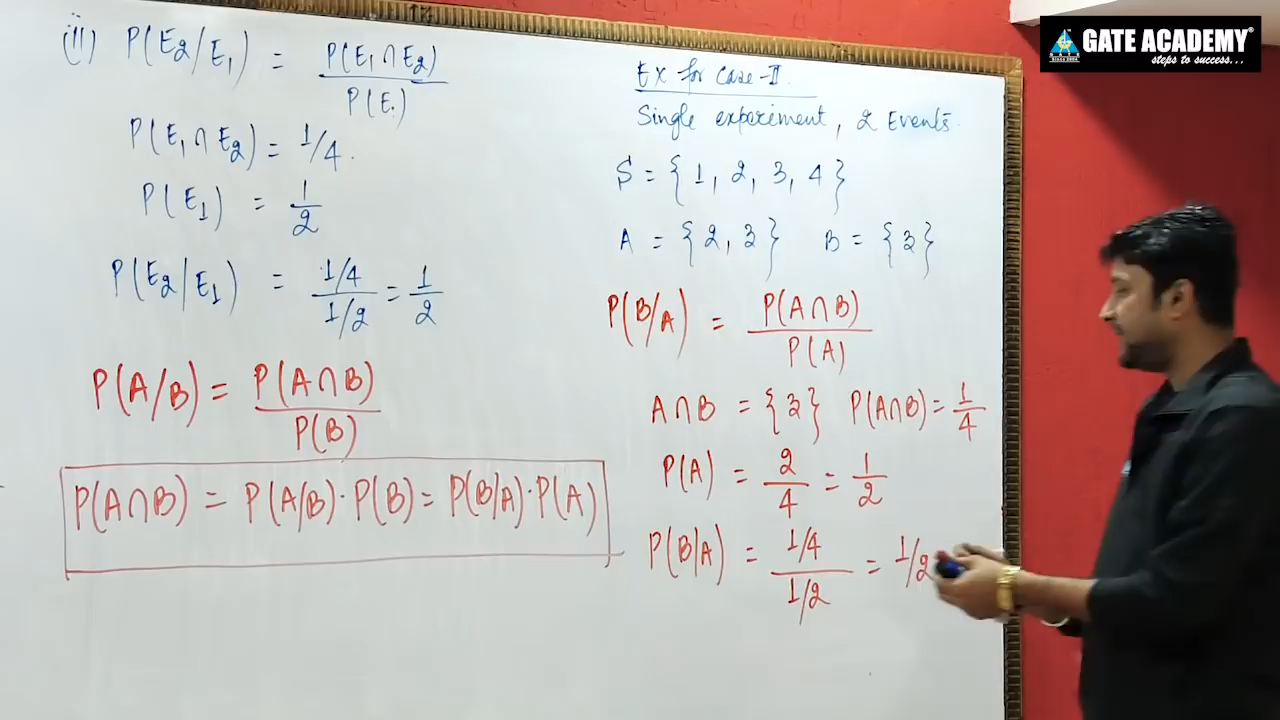 (ii) P(E2/E1) = P(E1∩E2) / P(E1)
P(E1∩E2) = 1/4.
P(E1) = 1/2
P(E2|E1) = 1/4 / 1/2 = 1/2
P(A/B) = P(A∩B) / P(B)
P(A∩B) = P(A/B)·P(B) = P(B/A)·P(A)
Ex for case-II.
Single experiment, 2 Events.
S = {1, 2, 3, 4}
A = {2, 3} B = {3}
P(B/A) = P(A∩B) / P(A)
A∩B = {3} P(A∩B) = 1/4
P(A) = 2/4 = 1/2
P(B|A) = 1/4 / 1/2 = 1/2
GATE ACADEMY®
steps to success...